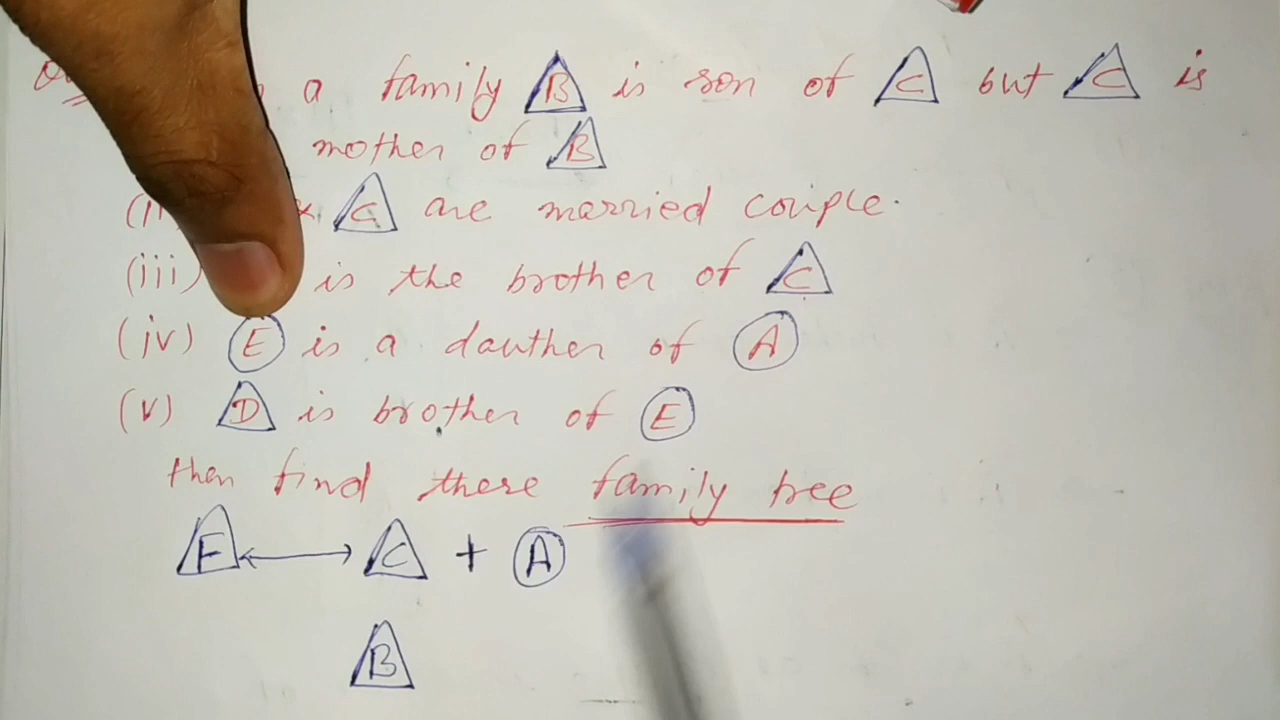 a family B is son of C but C is
mother of B
C are married couple.
(iii) is the brother of C
(iv) E is a dauther of A
(v) D is brother of E
then find there family tree
F C + A
B